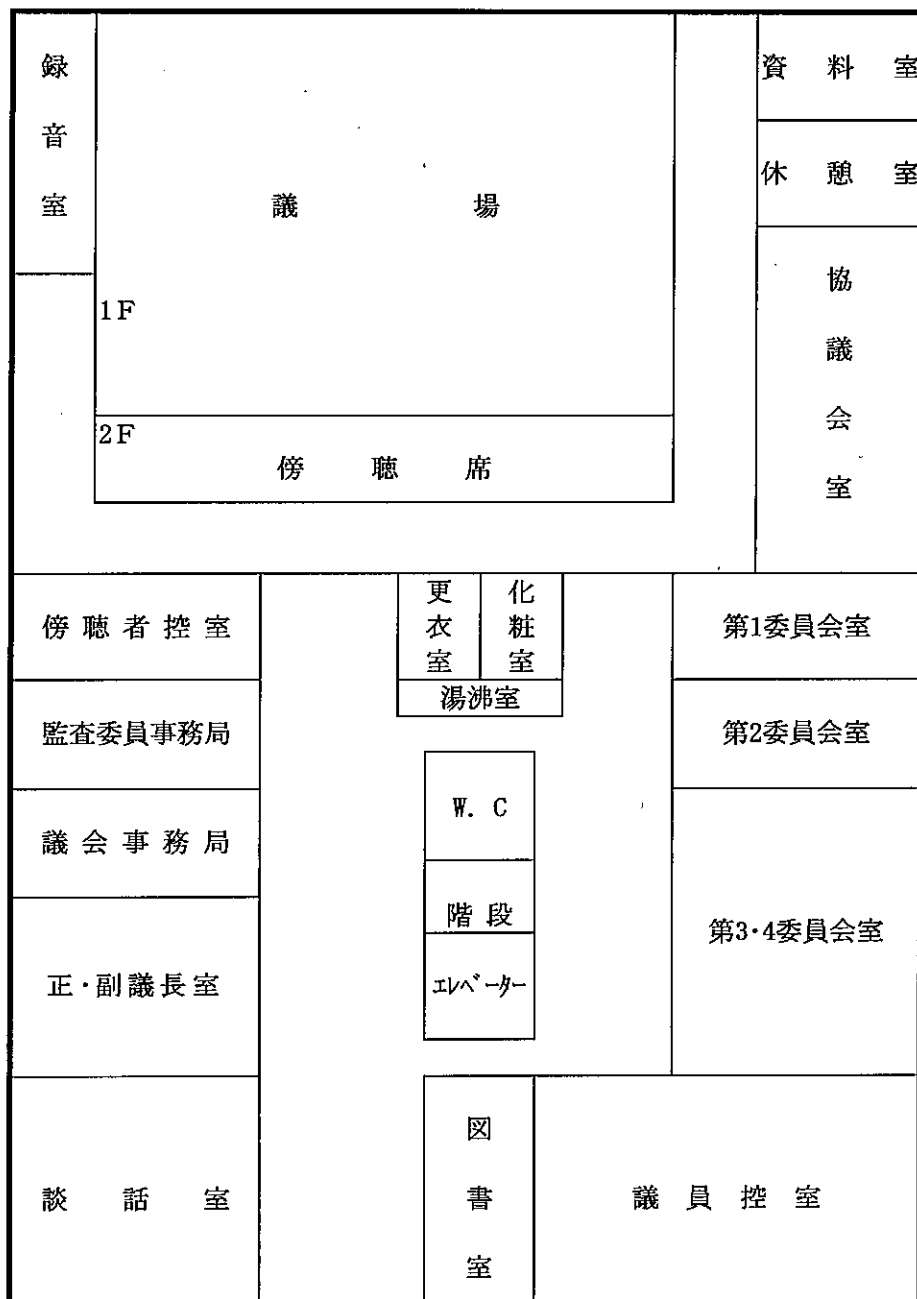 録音室
議場
資料室
休憩室
協議会室
1F
2F
傍聴席
傍聴者控室
更衣室
化粧室
湯沸室
第1委員会室
監査委員事務局
第2委員会室
W. C
議会事務局
階段
第3・4委員会室
正・副議長室
エレベーター
談話室
図書室
議員控室